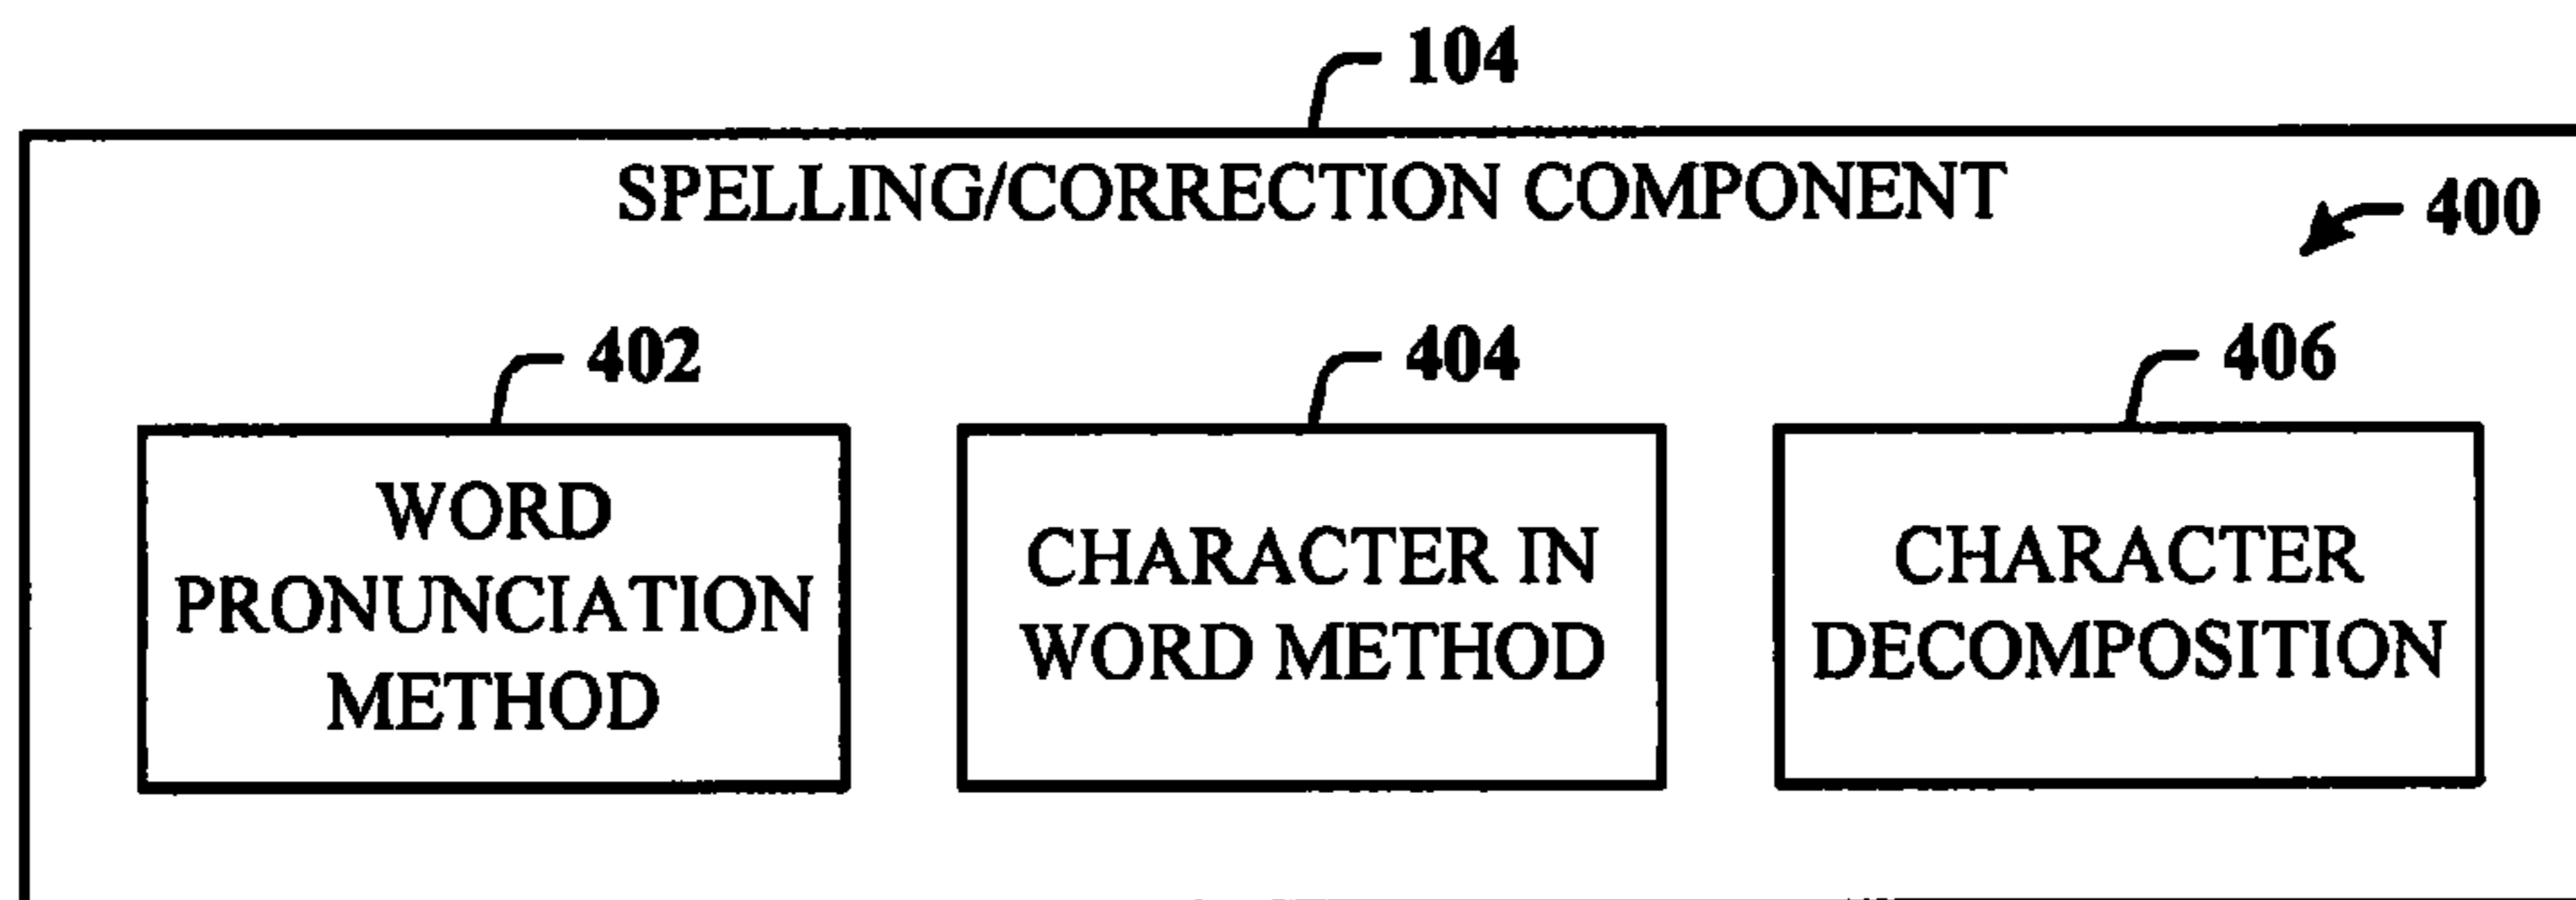 104
SPELLING/CORRECTION COMPONENT
400
402
404
406
WORD
PRONUNCIATION
METHOD
CHARACTER IN
WORD METHOD
CHARACTER
DECOMPOSITION